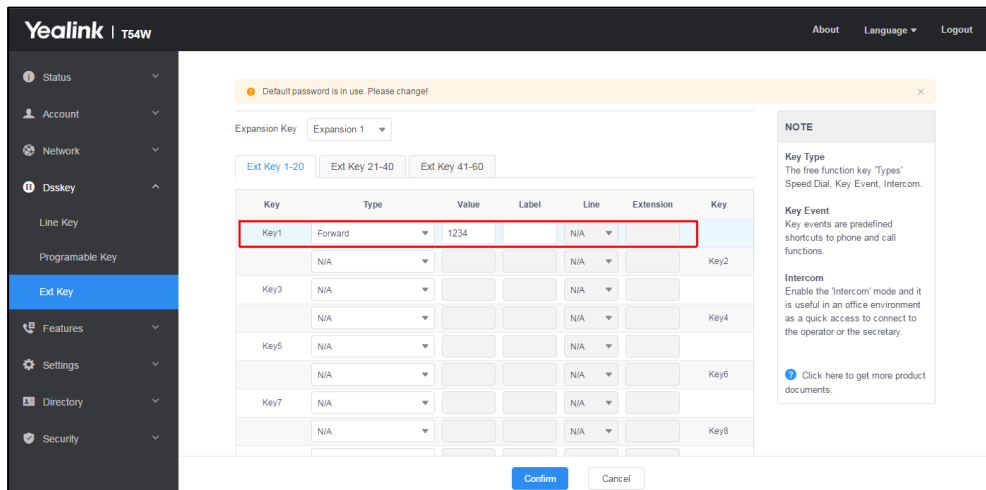 Yealink | T54W
About Language Logout
Status
Account
Network
Dsskey
Line Key
Programable Key
Ext Key
Features
Settings
Directory
Security
Default password is in use. Please change!
Expansion Key Expansion 1
Ext Key 1-20 Ext Key 21-40 Ext Key 41-60
Key Type Value Label Line Extension Key
Key1 Forward 1234 N/A
N/A N/A Key2
Key3 N/A N/A
N/A N/A Key4
Key5 N/A N/A
N/A N/A Key6
Key7 N/A N/A
N/A N/A Key8
Confirm Cancel
NOTE
Key Type
The free function key 'Types'
Speed Dial, Key Event, Intercom.
Key Event
Key events are predefined
shortcuts to phone and call
functions.
Intercom
Enable the 'Intercom' mode and it
is useful in an office environment
as a quick access to connect to
the operator or the secretary.
Click here to get more product
documents.